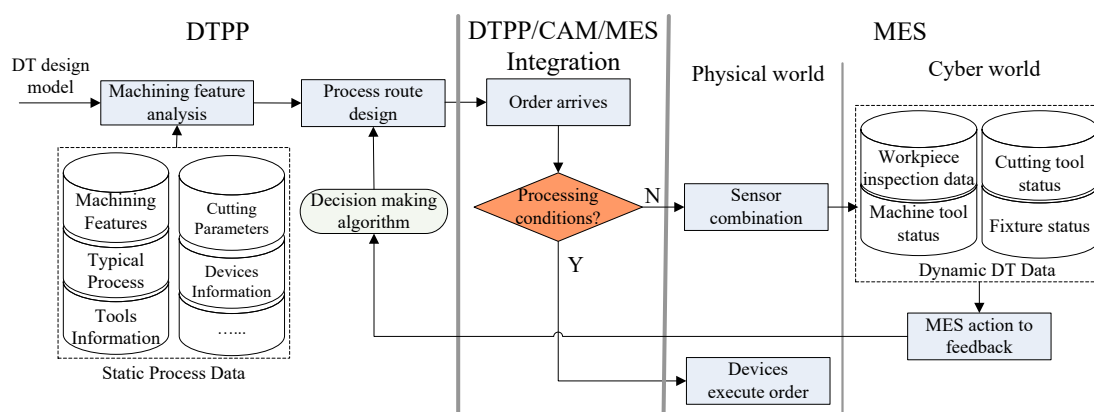 DTPP
DTPP/CAM/MES
Integration
MES
Physical world
Cyber world
DT design
model
Machining feature
analysis
Process route
design
Order arrives
Machining
Features
Typical
Process
Tools
Information
Cutting
Parameters
Devices
Information
…...
Static Process Data
Decision making
algorithm
Processing
conditions?
N
Y
Sensor
combination
Workpiece
inspection data
Machine tool
status
Cutting tool
status
Fixture status
Dynamic DT Data
MES action to
feedback
Devices
execute order